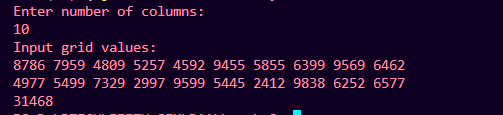 Enter number of columns:
10
Input grid values:
8786 7959 4809 5257 4592 9455 5855 6399 9569 6462
4977 5499 7329 2997 9599 5445 2412 9838 6252 6577
31468